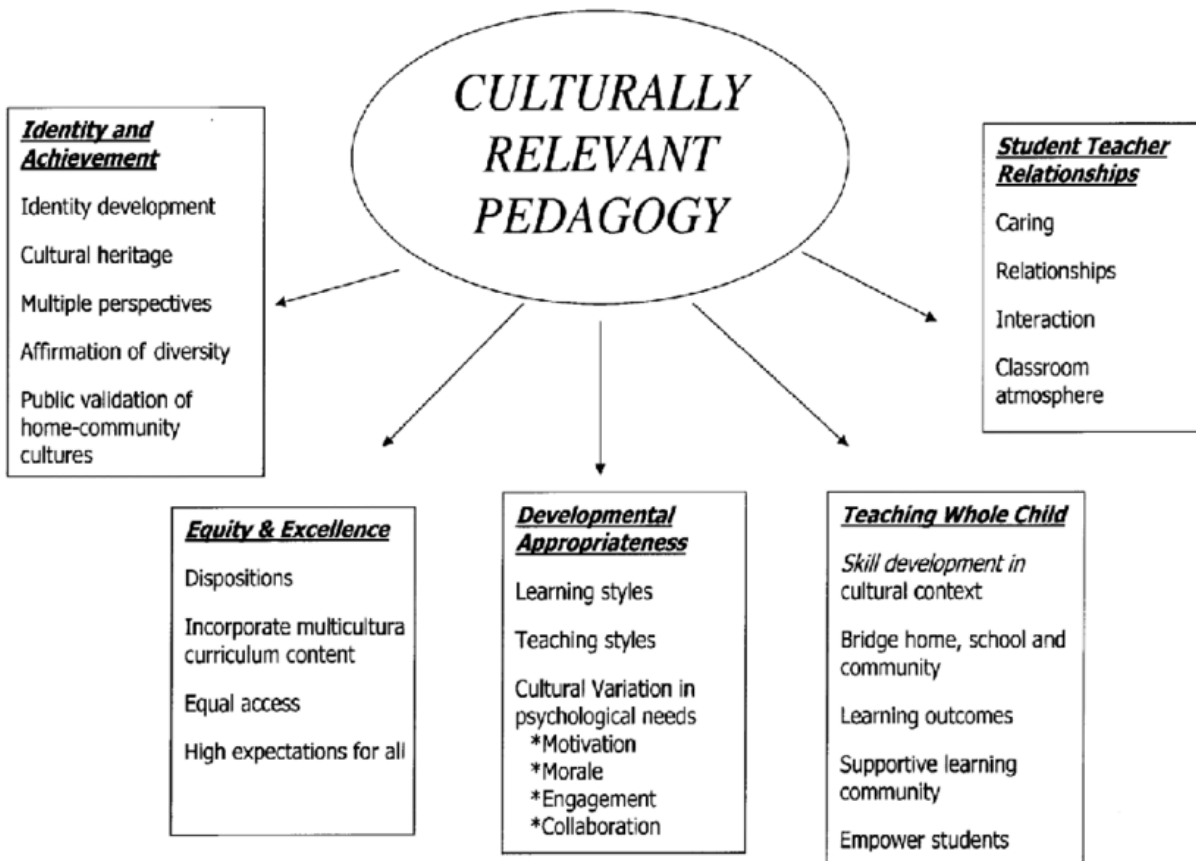 CULTURALLY
RELEVANT
PEDAGOGY
Identity and
Achievement
Identity development
Cultural heritage
Multiple perspectives
Affirmation of diversity
Public validation of
home-community
cultures
Equity & Excellence
Dispositions
Incorporate multicultura
curriculum content
Equal access
High expectations for all
Developmental
Appropriateness
Learning styles
Teaching styles
Cultural Variation in
psychological needs
*Motivation
*Morale
*Engagement
*Collaboration
Teaching Whole Child
Skill development in
cultural context
Bridge home, school and
community
Learning outcomes
Supportive learning
community
Empower students
Student Teacher
Relationships
Caring
Relationships
Interaction
Classroom
atmosphere